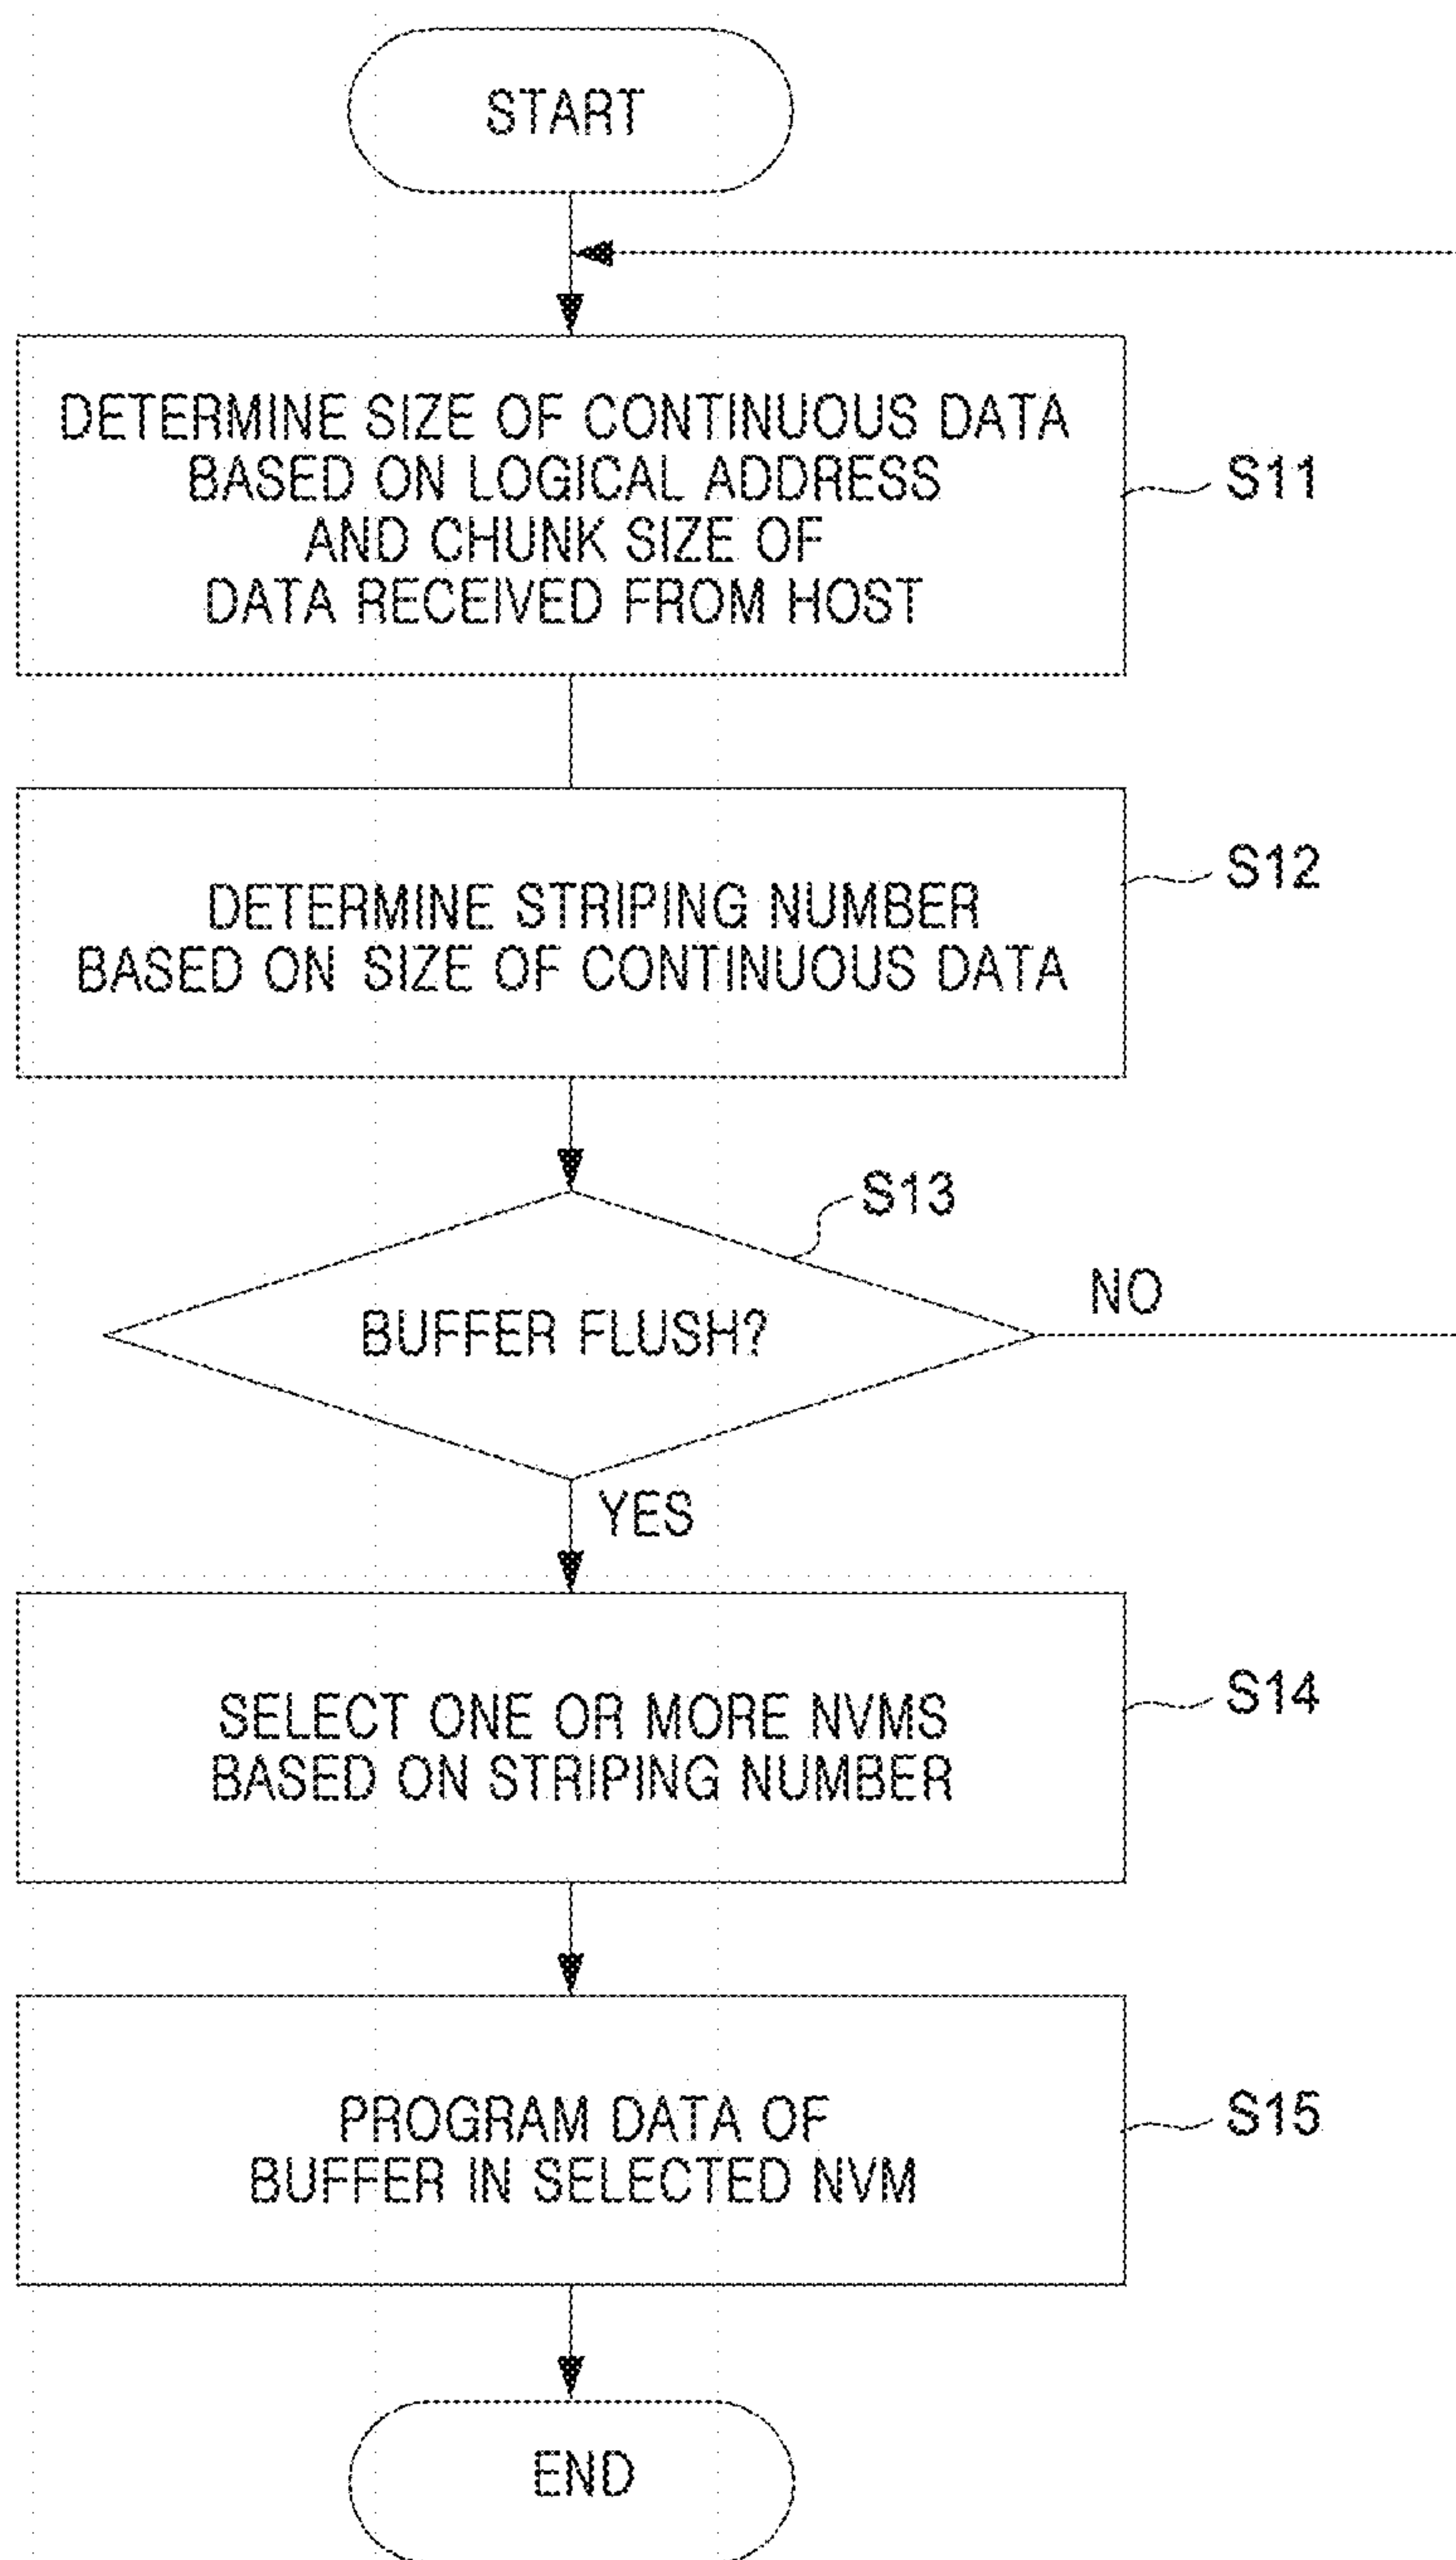 START
DETERMINE SIZE OF CONTINUOUS DATA
BASED ON LOGICAL ADDRESS
AND CHUNK SIZE OF
DATA RECEIVED FROM HOST
S11
DETERMINE STRIPING NUMBER
BASED ON SIZE OF CONTINUOUS DATA
S12
S13
BUFFER FLUSH?
NO
YES
SELECT ONE OR MORE NVMS
BASED ON STRIPING NUMBER
S14
PROGRAM DATA OF
BUFFER IN SELECTED NVM
S15
END